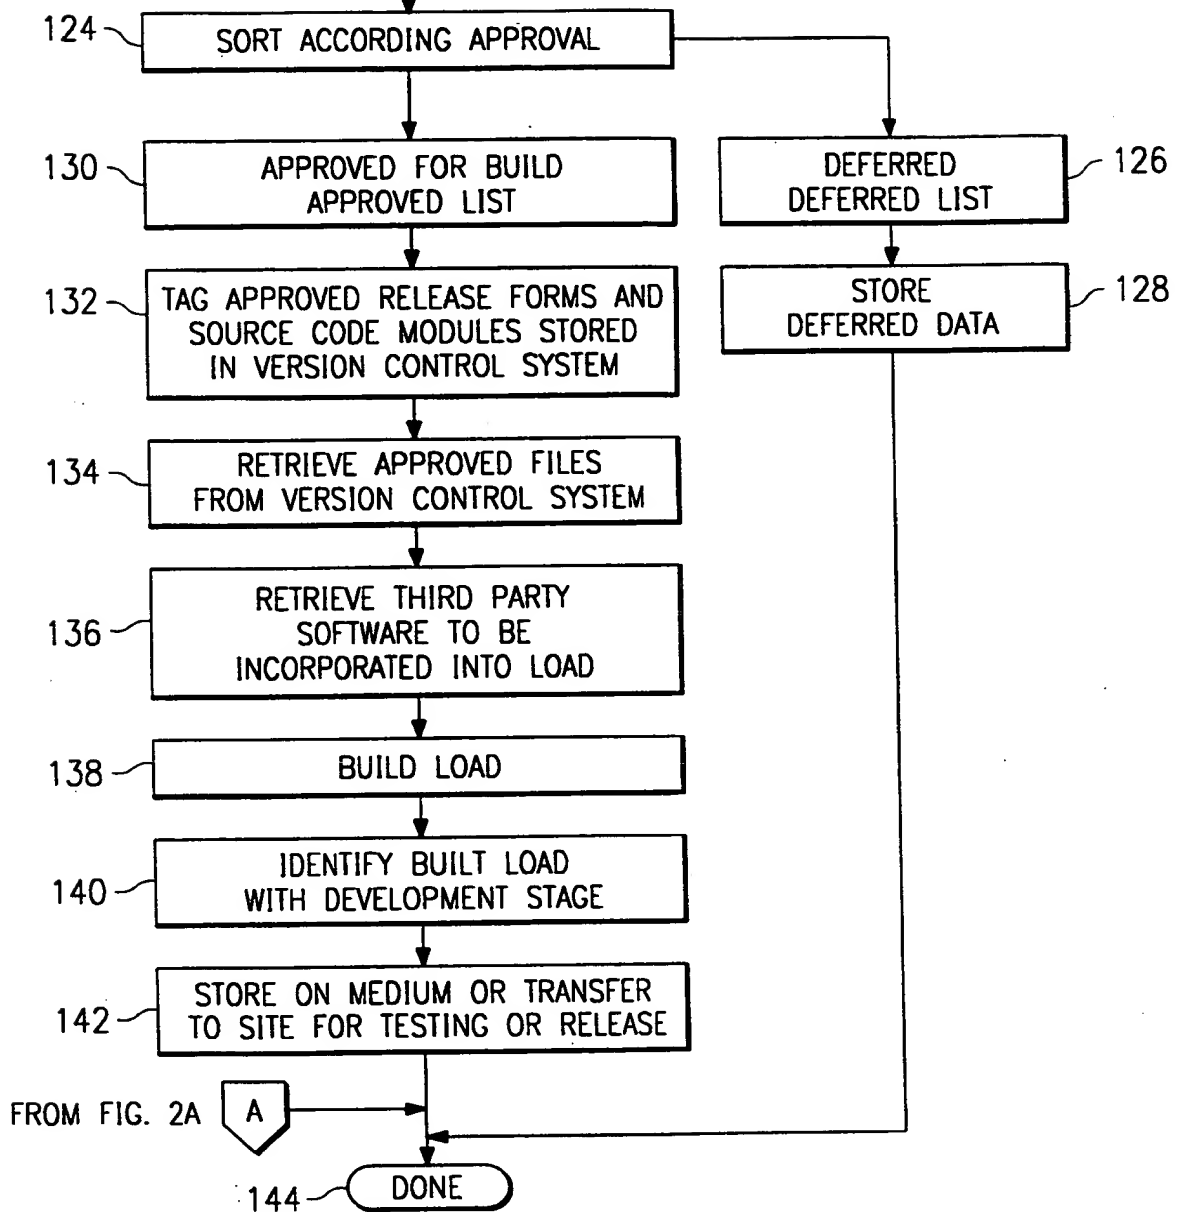 124
SORT ACCORDING APPROVAL
130
APPROVED FOR BUILD
APPROVED LIST
DEFERRED
DEFERRED LIST
126
132
TAG APPROVED RELEASE FORMS AND
SOURCE CODE MODULES STORED
IN VERSION CONTROL SYSTEM
STORE
DEFERRED DATA
128
134
RETRIEVE APPROVED FILES
FROM VERSION CONTROL SYSTEM
136
RETRIEVE THIRD PARTY
SOFTWARE TO BE
INCORPORATED INTO LOAD
138
BUILD LOAD
140
IDENTIFY BUILT LOAD
WITH DEVELOPMENT STAGE
142
STORE ON MEDIUM OR TRANSFER
TO SITE FOR TESTING OR RELEASE
FROM FIG. 2A
A
144
DONE